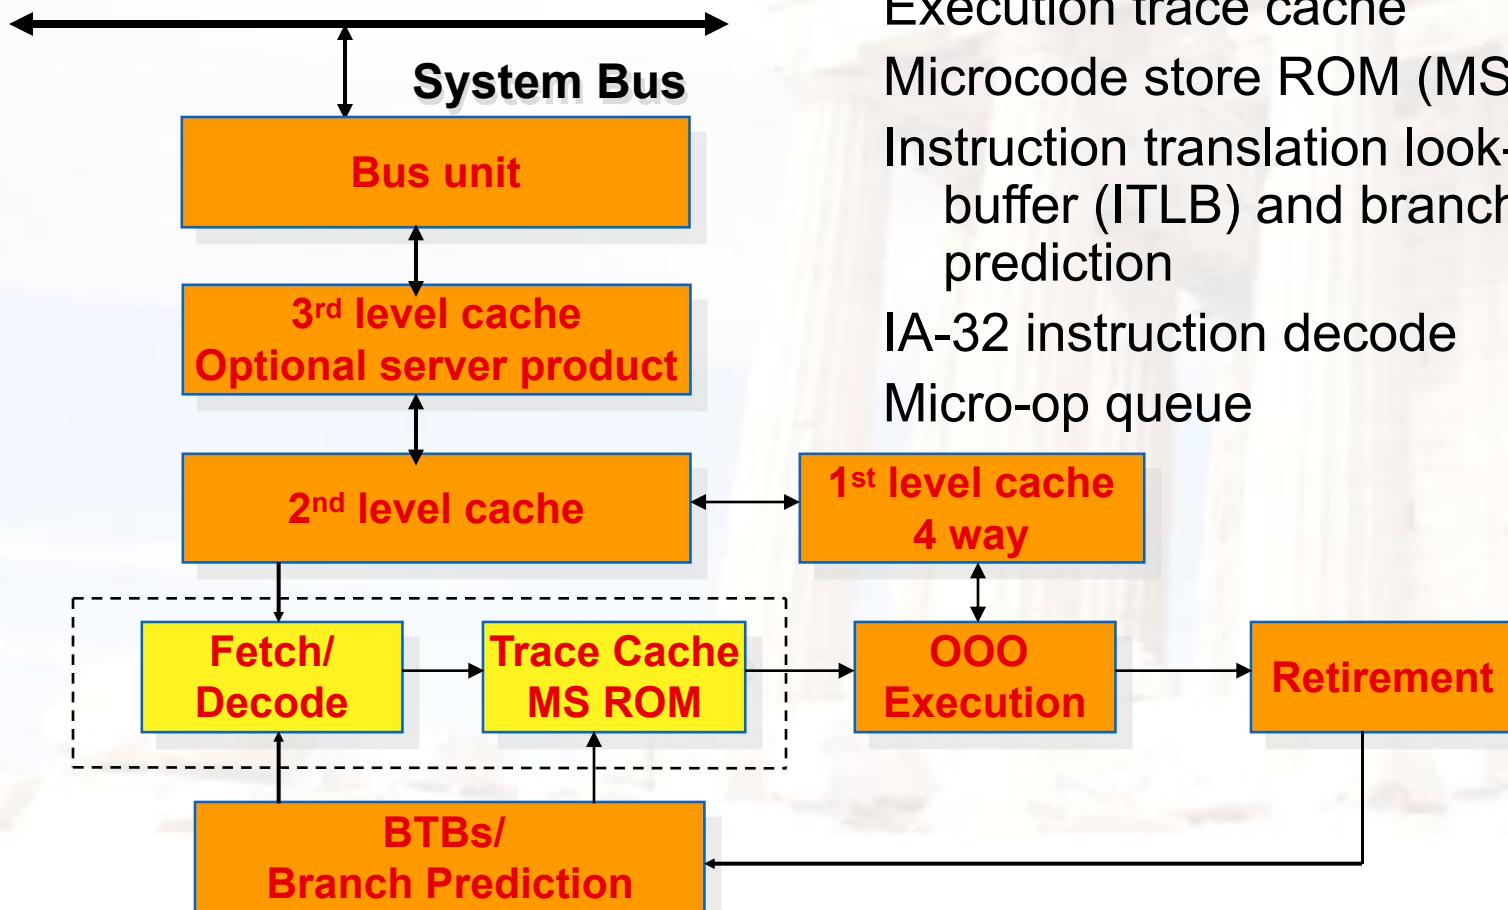 System Bus
Bus unit
3rd level cache
Optional server product
2nd level cache
1st level cache
4 way
Fetch/
Decode
Trace Cache
MS ROM
OOO
Execution
Retirement
BTBs/
Branch Prediction
Execution trace cache
Microcode store ROM (MS
Instruction translation look-
buffer (ITLB) and branch
prediction
IA-32 instruction decode
Micro-op queue